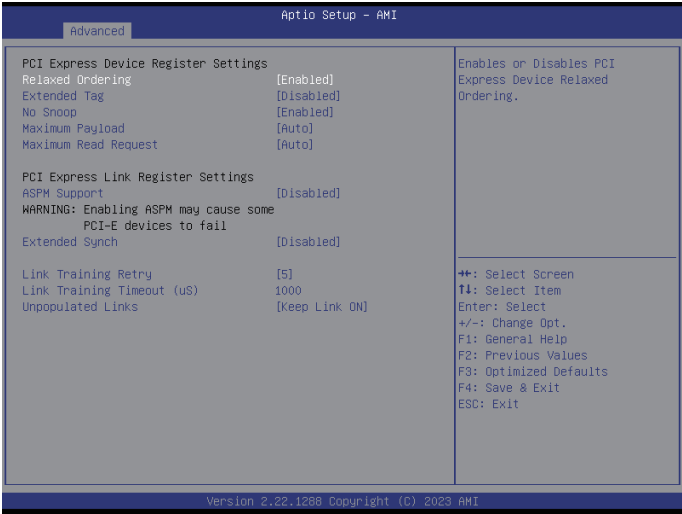 Aptio Setup – AMI
Advanced
PCI Express Device Register Settings
Relaxed Ordering [Enabled]
Extended Tag [Disabled]
No Snoop [Enabled]
Maximum Payload [Auto]
Maximum Read Request [Auto]
PCI Express Link Register Settings
ASPM Support [Disabled]
WARNING: Enabling ASPM may cause some
PCI-E devices to fail
Extended Synch [Disabled]
Link Training Retry [5]
Link Training Timeout (uS) 1000
Unpopulated Links [Keep Link ON]
Enables or Disables PCI
Express Device Relaxed
Ordering.
→←: Select Screen
↑↓: Select Item
Enter: Select
+/-: Change Opt.
F1: General Help
F2: Previous Values
F3: Optimized Defaults
F4: Save & Exit
ESC: Exit
Version 2.22.1288 Copyright (C) 2023 AMI